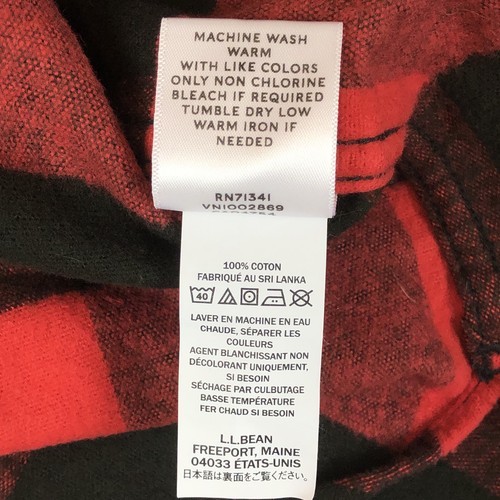 MACHINE WASH
WARM
WITH LIKE COLORS
ONLY NON CHLORINE
BLEACH IF REQUIRED
TUMBLE DRY LOW
WARM IRON IF
NEEDED
RN71341
VN1002869
100% COTON
FABRIQUÉ AU SRI LANKA
40
LAVER EN MACHINE EN EAU
CHAUDE, SÉPARER LES
COULEURS
AGENT BLANCHISSANT NON
DÉCOLORANT UNIQUEMENT,
SI BESOIN
SÉCHAGE PAR CULBUTAGE
BASSE TEMPÉRATURE
FER CHAUD SI BESOIN
L.L.BEAN
FREEPORT, MAINE
04033 ÉTATS-UNIS
日本語は裏面をご覧ください